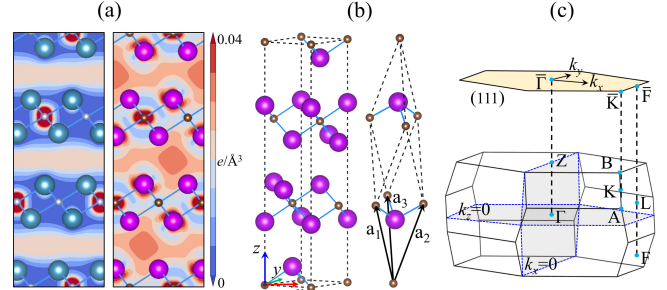 (a)
(b)
(c)
0.04
e/Å³
0
z
y
a₁
a₂
a₃
k_y
k_x
Γ̅
(111)
K̅
F̅
Z
B
K
L
Γ
A
k_z=0
k_x=0
F